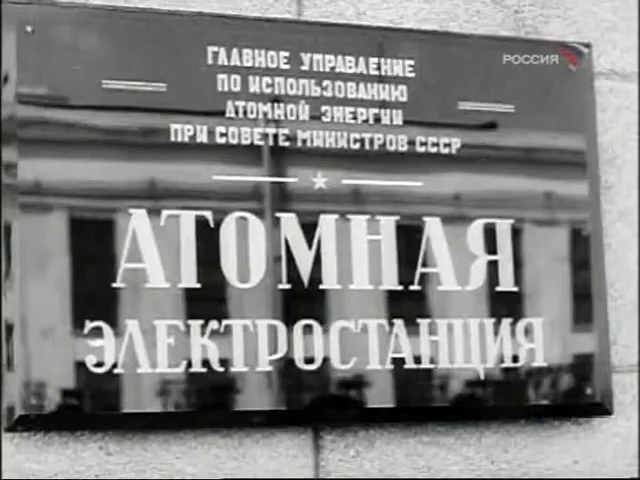 РОССИЯ
ГЛАВНОЕ УПРАВЛЕНИЕ
ПО ИСПОЛЬЗОВАНИЮ
АТОМНОЙ ЭНЕРГИИ
ПРИ СОВЕТЕ МИНИСТРОВ СССР
АТОМНАЯ
ЭЛЕКТРОСТАНЦИЯ